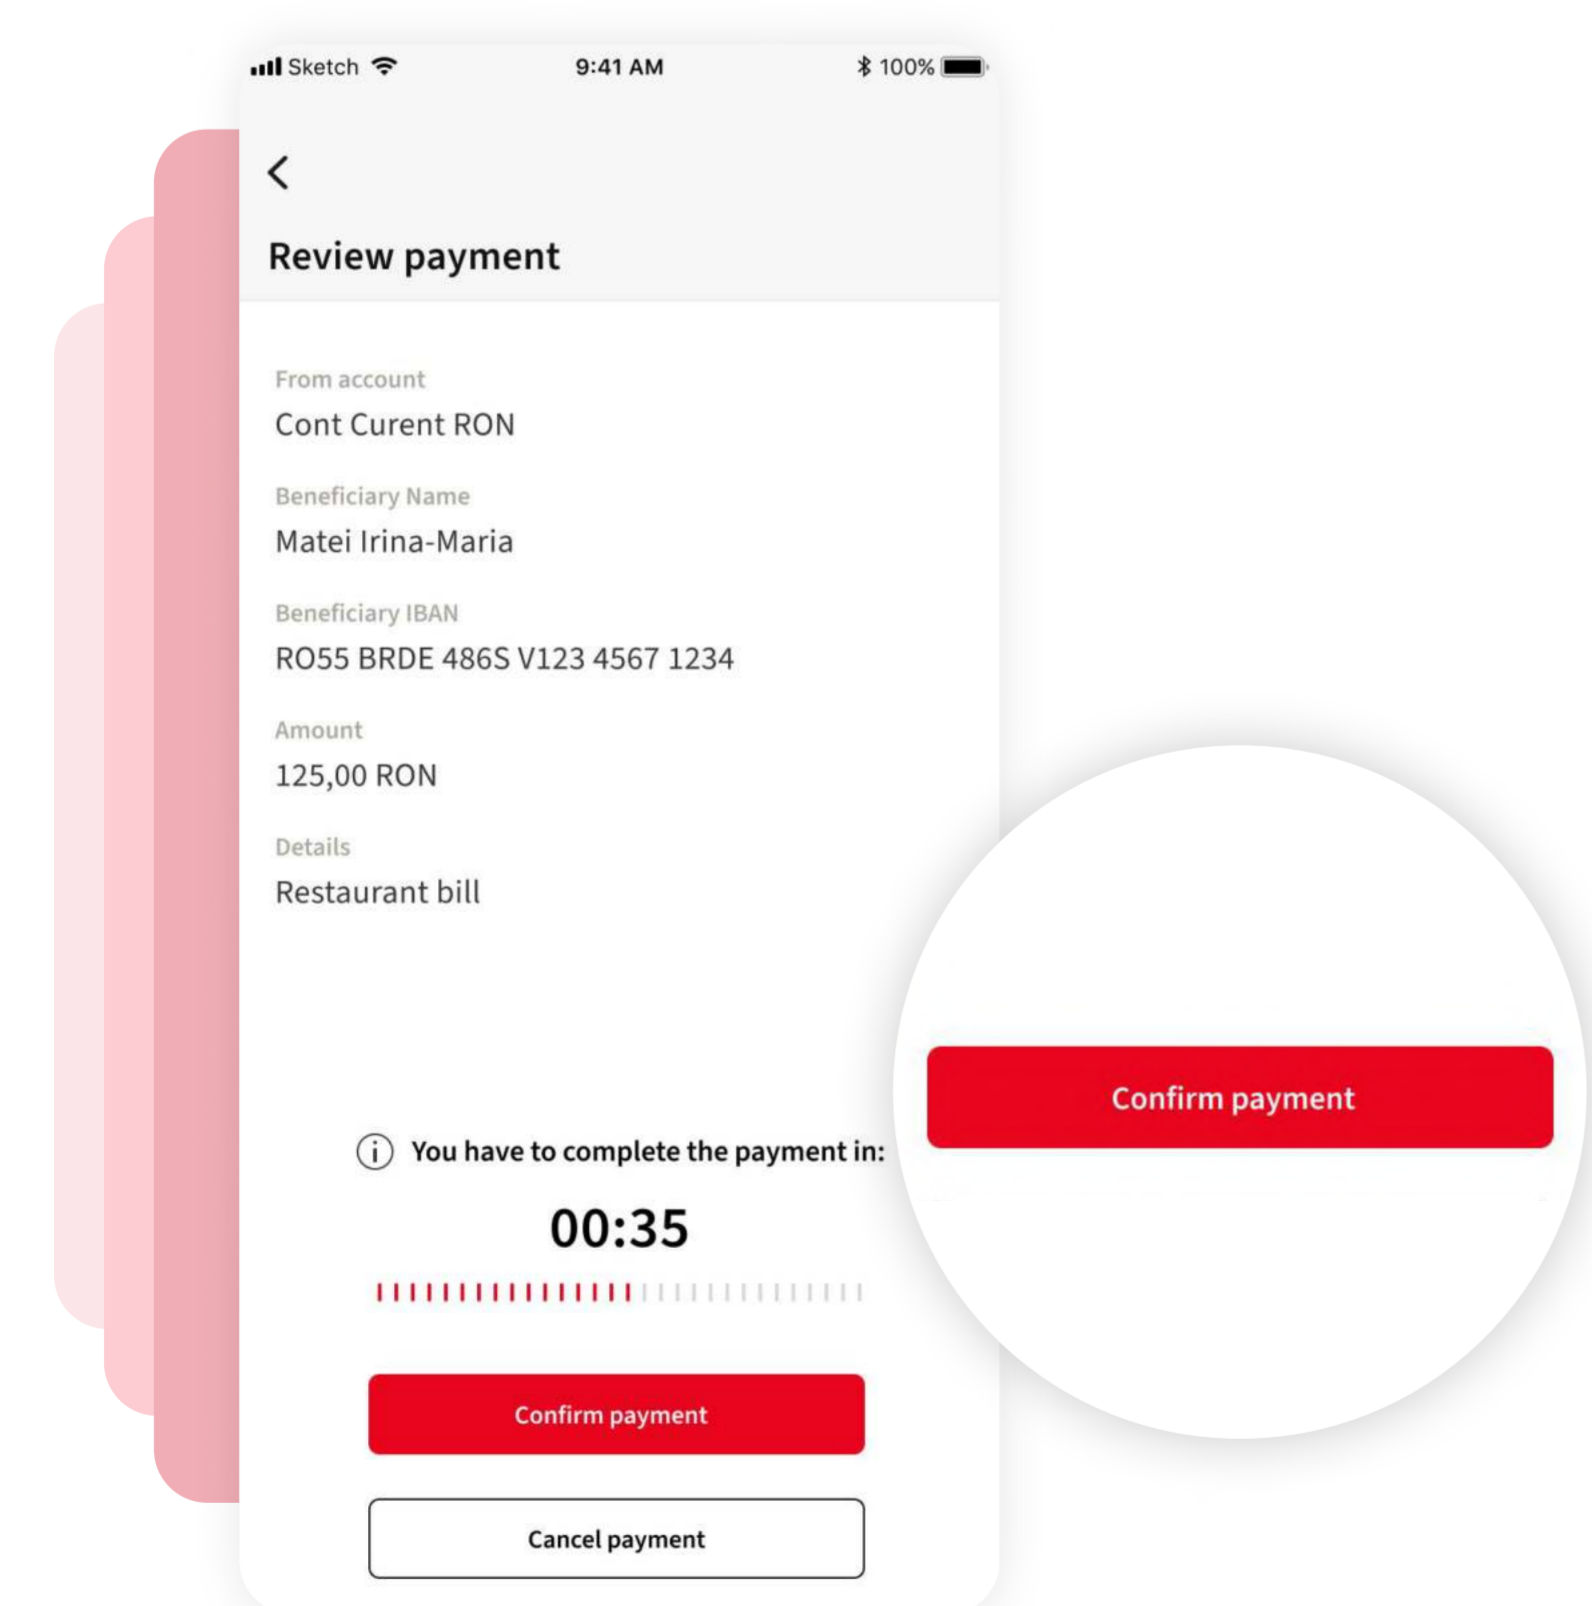 Sketch 9:41 AM 100%
Review payment
From account
Cont Curent RON
Beneficiary Name
Matei Irina-Maria
Beneficiary IBAN
RO55 BRDE 486S V123 4567 1234
Amount
125,00 RON
Details
Restaurant bill
You have to complete the payment in:
00:35
Confirm payment
Cancel payment
Confirm payment